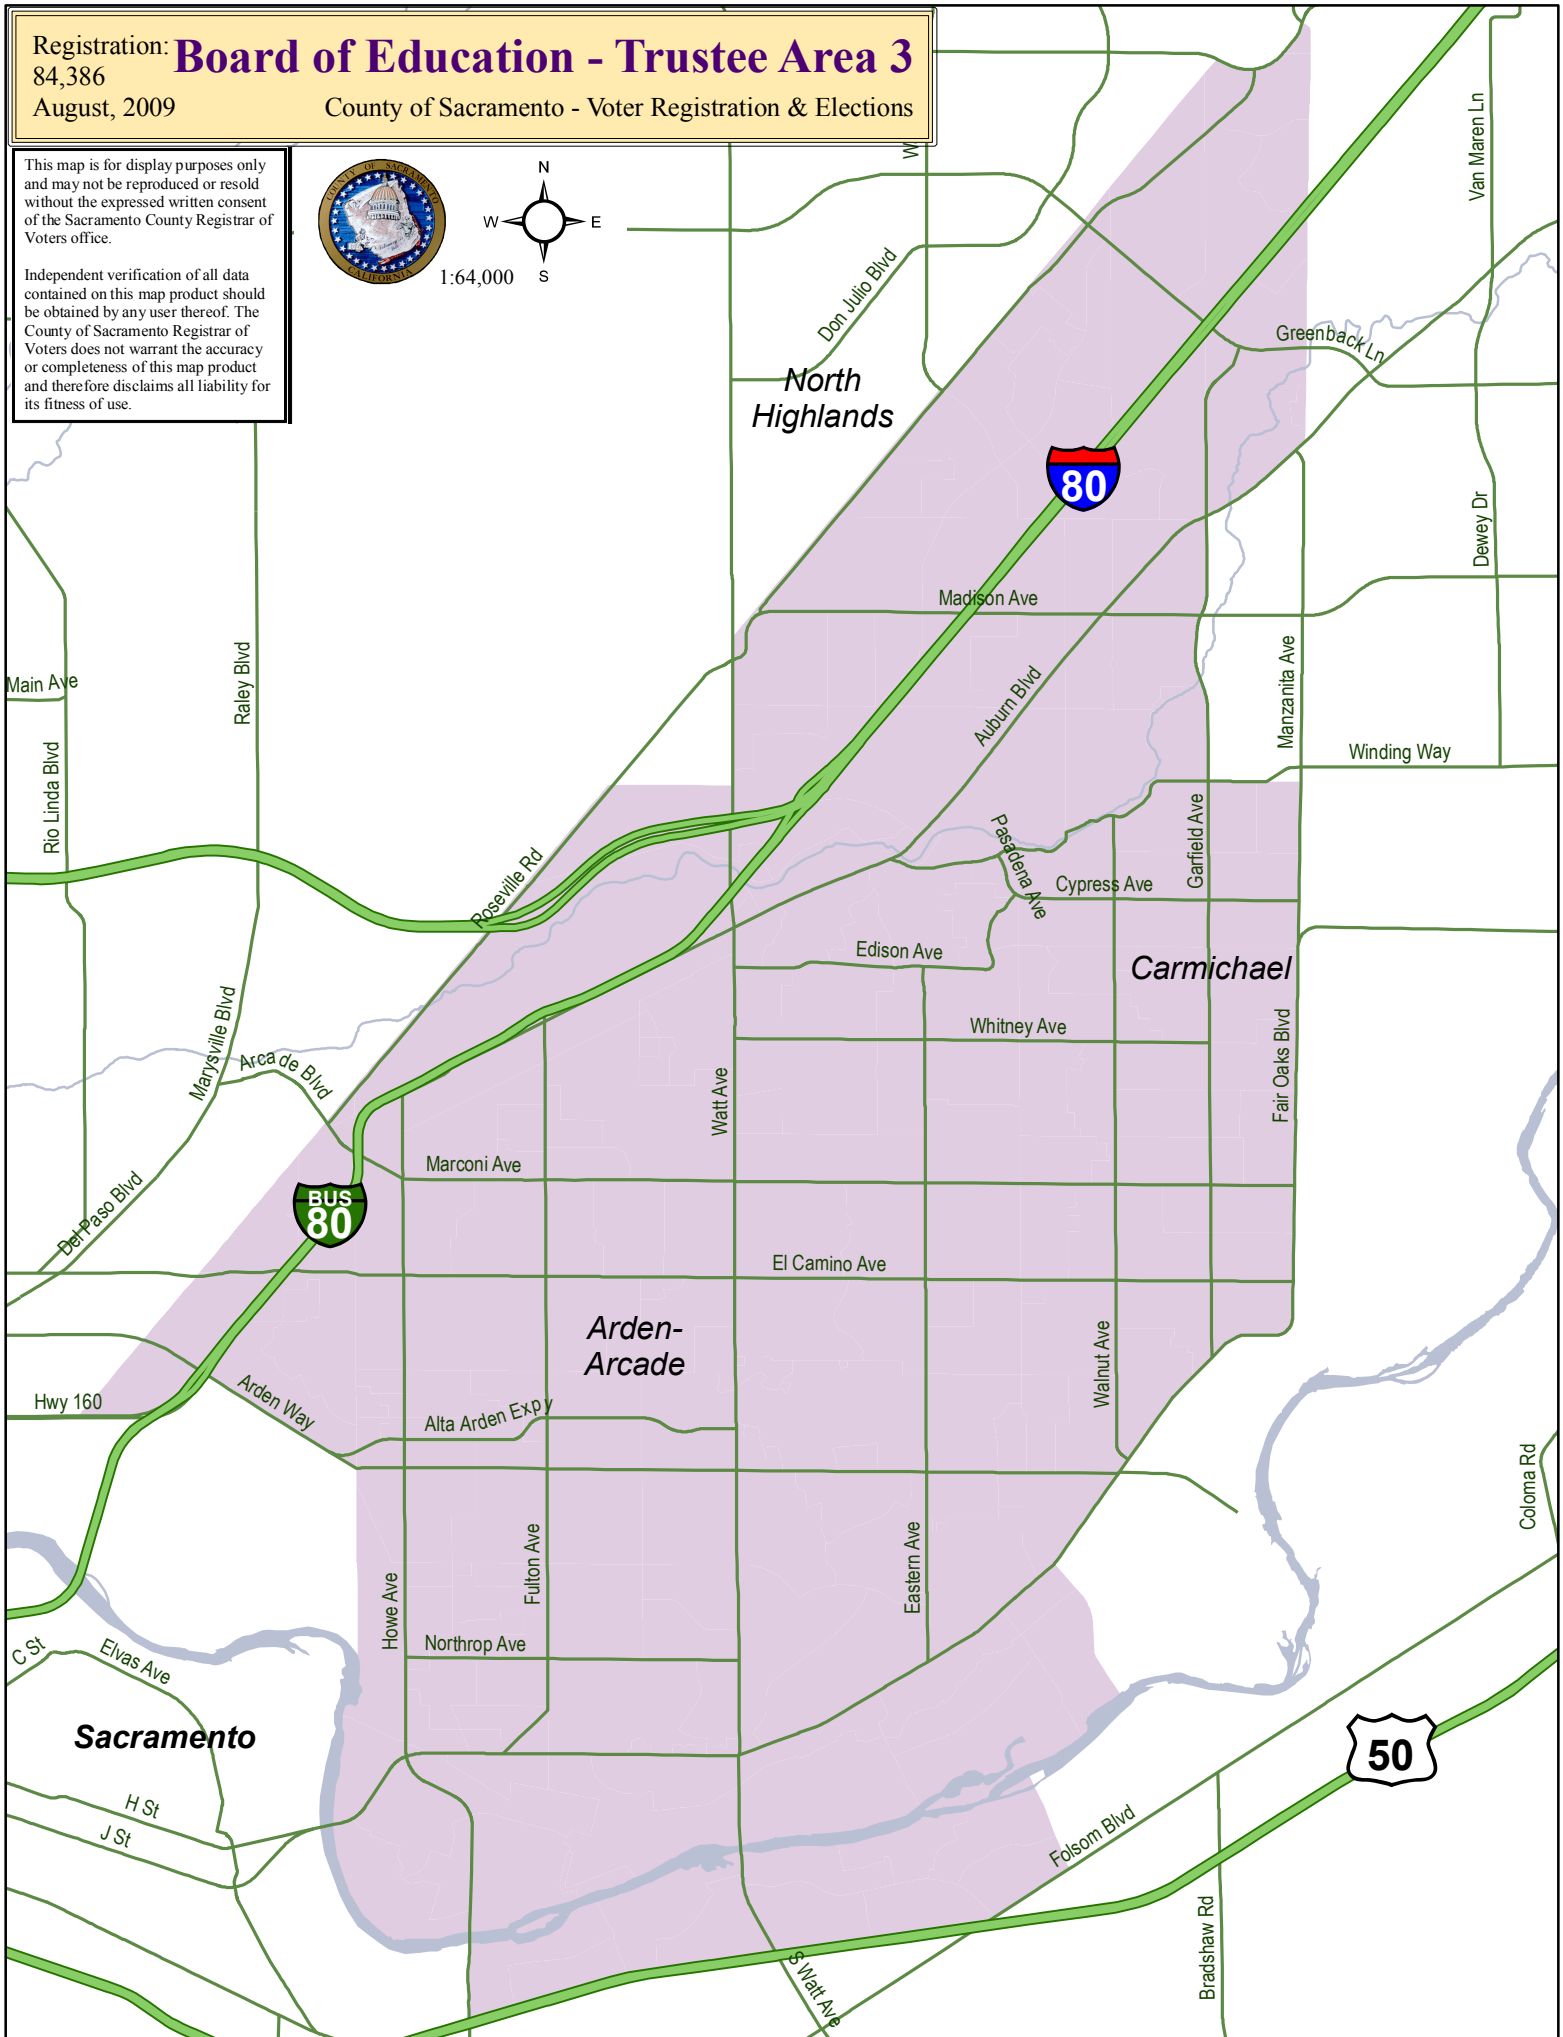 Registration:
84,386
August, 2009
Board of Education - Trustee Area 3
County of Sacramento - Voter Registration & Elections
This map is for display purposes only
and may not be reproduced or resold
without the expressed written consent
of the Sacramento County Registrar of
Voters office.
Independent verification of all data
contained on this map product should
be obtained by any user thereof. The
County of Sacramento Registrar of
Voters does not warrant the accuracy
or completeness of this map product
and therefore disclaims all liability for
its fitness of use.
COUNTY OF SACRAMENTO
CALIFORNIA
1:64,000
N
W
E
S
W
Van Maren Ln
Don Julio Blvd
Greenback Ln
North
Highlands
80
Dewey Dr
Madison Ave
Manzanita Ave
Main Ave
Raley Blvd
Auburn Blvd
Winding Way
Rio Linda Blvd
Garfield Ave
Pasadena Ave
Roseville Rd
Cypress Ave
Edison Ave
Carmichael
Whitney Ave
Marysville Blvd
Arcade Blvd
Watt Ave
Fair Oaks Blvd
Marconi Ave
Del Paso Blvd
BUS
80
El Camino Ave
Arden-
Arcade
Walnut Ave
Hwy 160
Arden Way
Alta Arden Expy
Coloma Rd
Howe Ave
Fulton Ave
Eastern Ave
Northrop Ave
C St
Elvas Ave
Sacramento
50
H St
J St
Folsom Blvd
Bradshaw Rd
S Watt Ave